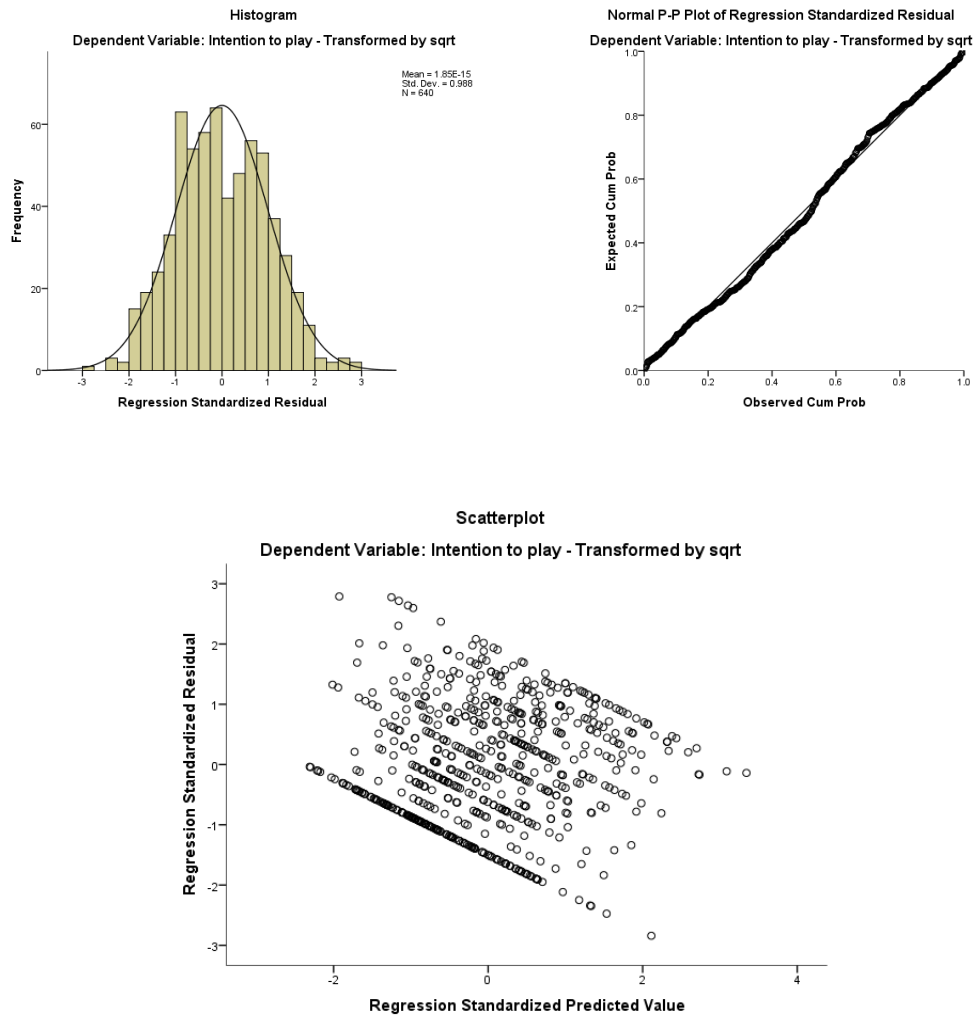 Histogram
Dependent Variable: Intention to play - Transformed by sqrt
Mean = 1.85E-15
Std. Dev. = 0.988
N = 640
60
40
20
0
Frequency
-3 -2 -1 0 1 2 3
Regression Standardized Residual
Normal P-P Plot of Regression Standardized Residual
Dependent Variable: Intention to play - Transformed by sqrt
1.0
0.8
0.6
0.4
0.2
0.0
Expected Cum Prob
0.0 0.2 0.4 0.6 0.8 1.0
Observed Cum Prob
Scatterplot
Dependent Variable: Intention to play - Transformed by sqrt
3
2
1
0
-1
-2
-3
Regression Standardized Residual
-2 0 2 4
Regression Standardized Predicted Value